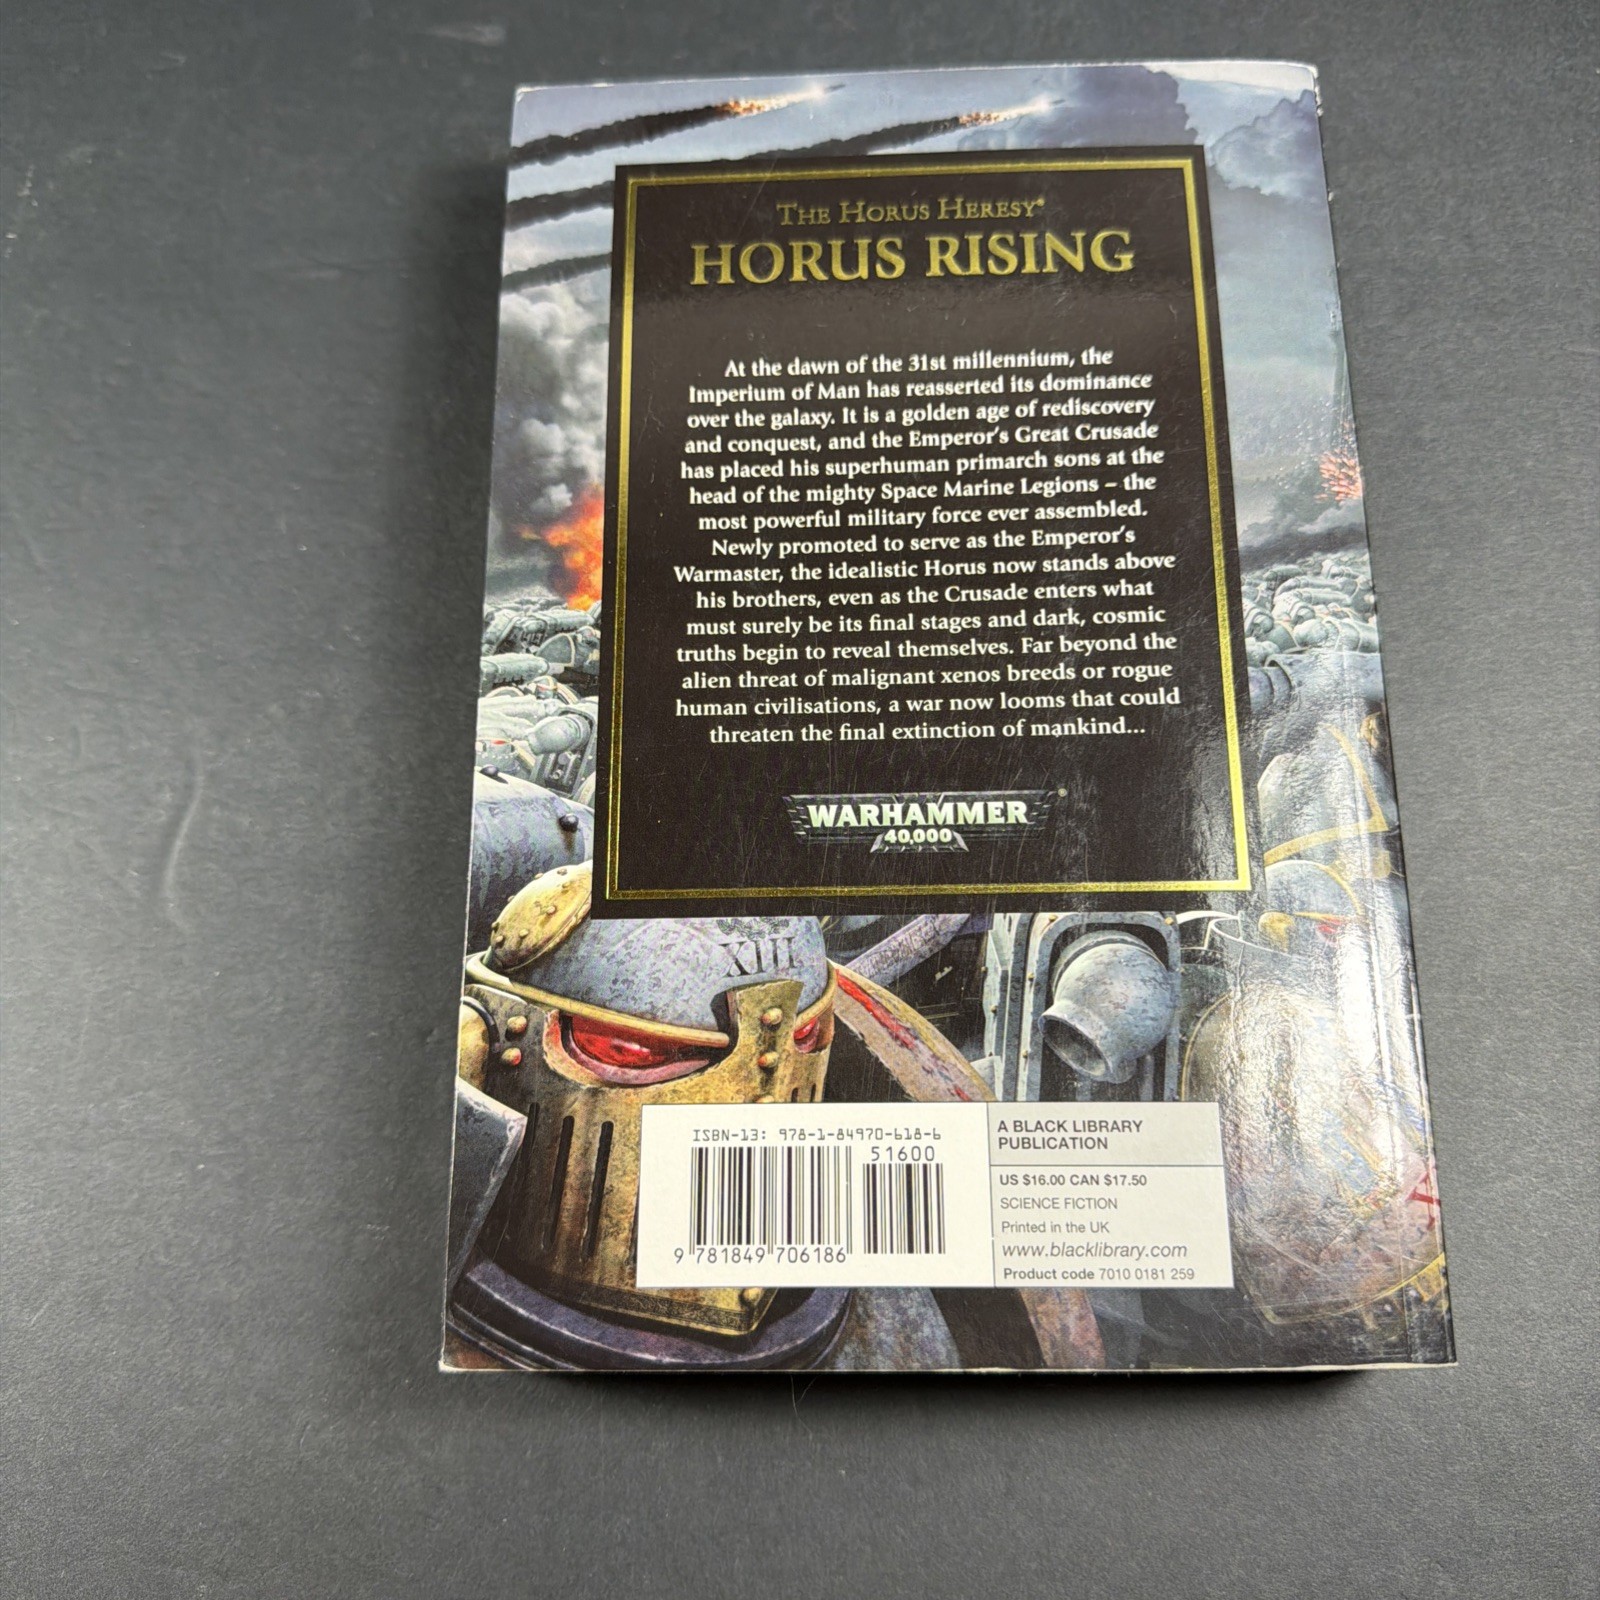 THE HORUS HERESY®
HORUS RISING
At the dawn of the 31st millennium, the
Imperium of Man has reasserted its dominance
over the galaxy. It is a golden age of rediscovery
and conquest, and the Emperor's Great Crusade
has placed his superhuman primarch sons at the
head of the mighty Space Marine Legions – the
most powerful military force ever assembled.
Newly promoted to serve as the Emperor's
Warmaster, the idealistic Horus now stands above
his brothers, even as the Crusade enters what
must surely be its final stages and dark, cosmic
truths begin to reveal themselves. Far beyond the
alien threat of malignant xenos breeds or rogue
human civilisations, a war now looms that could
threaten the final extinction of mankind...
WARHAMMER®
40,000
XIII
ISBN-13: 978-1-84970-618-6
51600
9 781849 706186
A BLACK LIBRARY
PUBLICATION
US $16.00 CAN $17.50
SCIENCE FICTION
Printed in the UK
www.blacklibrary.com
Product code 7010 0181 259